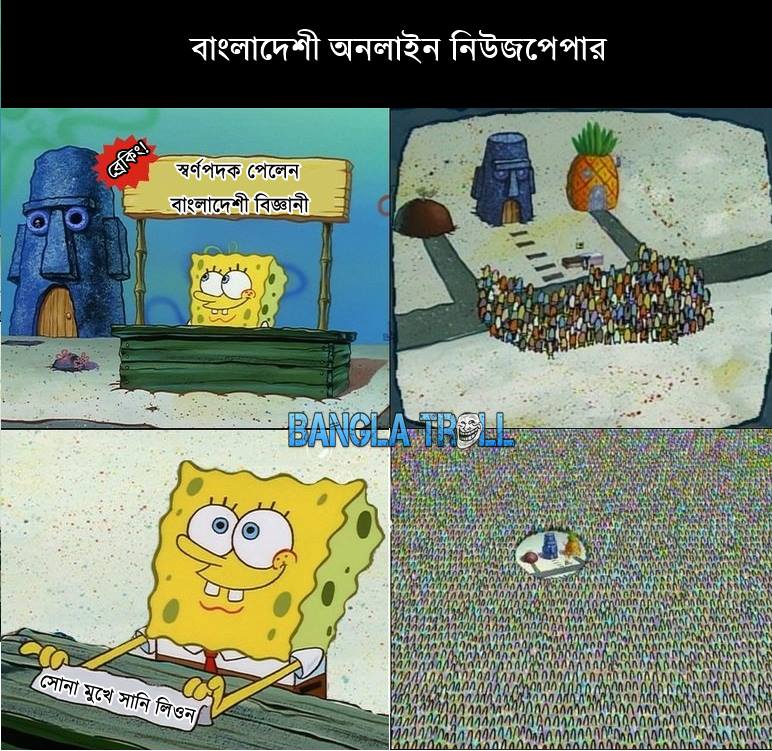 বাংলাদেশী অনলাইন নিউজপেপার
ব্রেকিং!
স্বর্ণপদক পেলেন
বাংলাদেশী বিজ্ঞানী
BANGLA TROLL
সোনা মুখে সানি লিওন